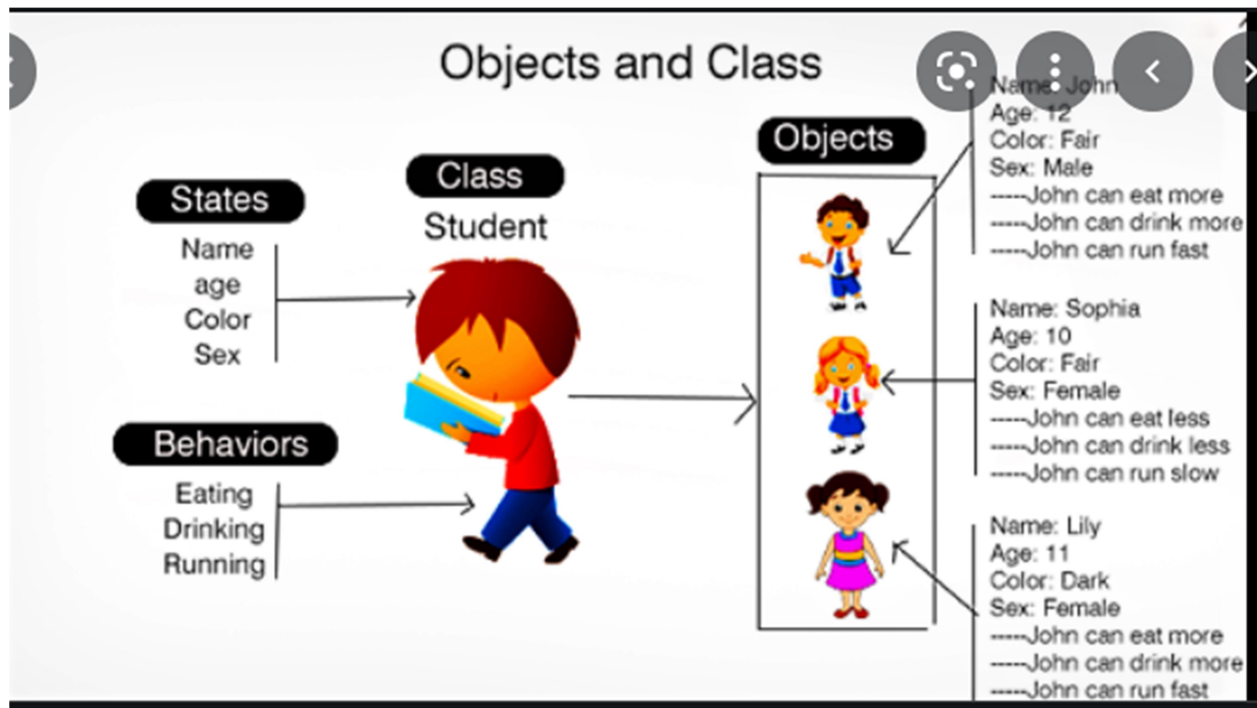 Objects and Class
States
Name
age
Color
Sex
Behaviors
Eating
Drinking
Running
Class
Student
Objects
Name: John
Age: 12
Color: Fair
Sex: Male
-----John can eat more
-----John can drink more
-----John can run fast
Name: Sophia
Age: 10
Color: Fair
Sex: Female
-----John can eat less
-----John can drink less
-----John can run slow
Name: Lily
Age: 11
Color: Dark
Sex: Female
-----John can eat more
-----John can drink more
-----John can run fast